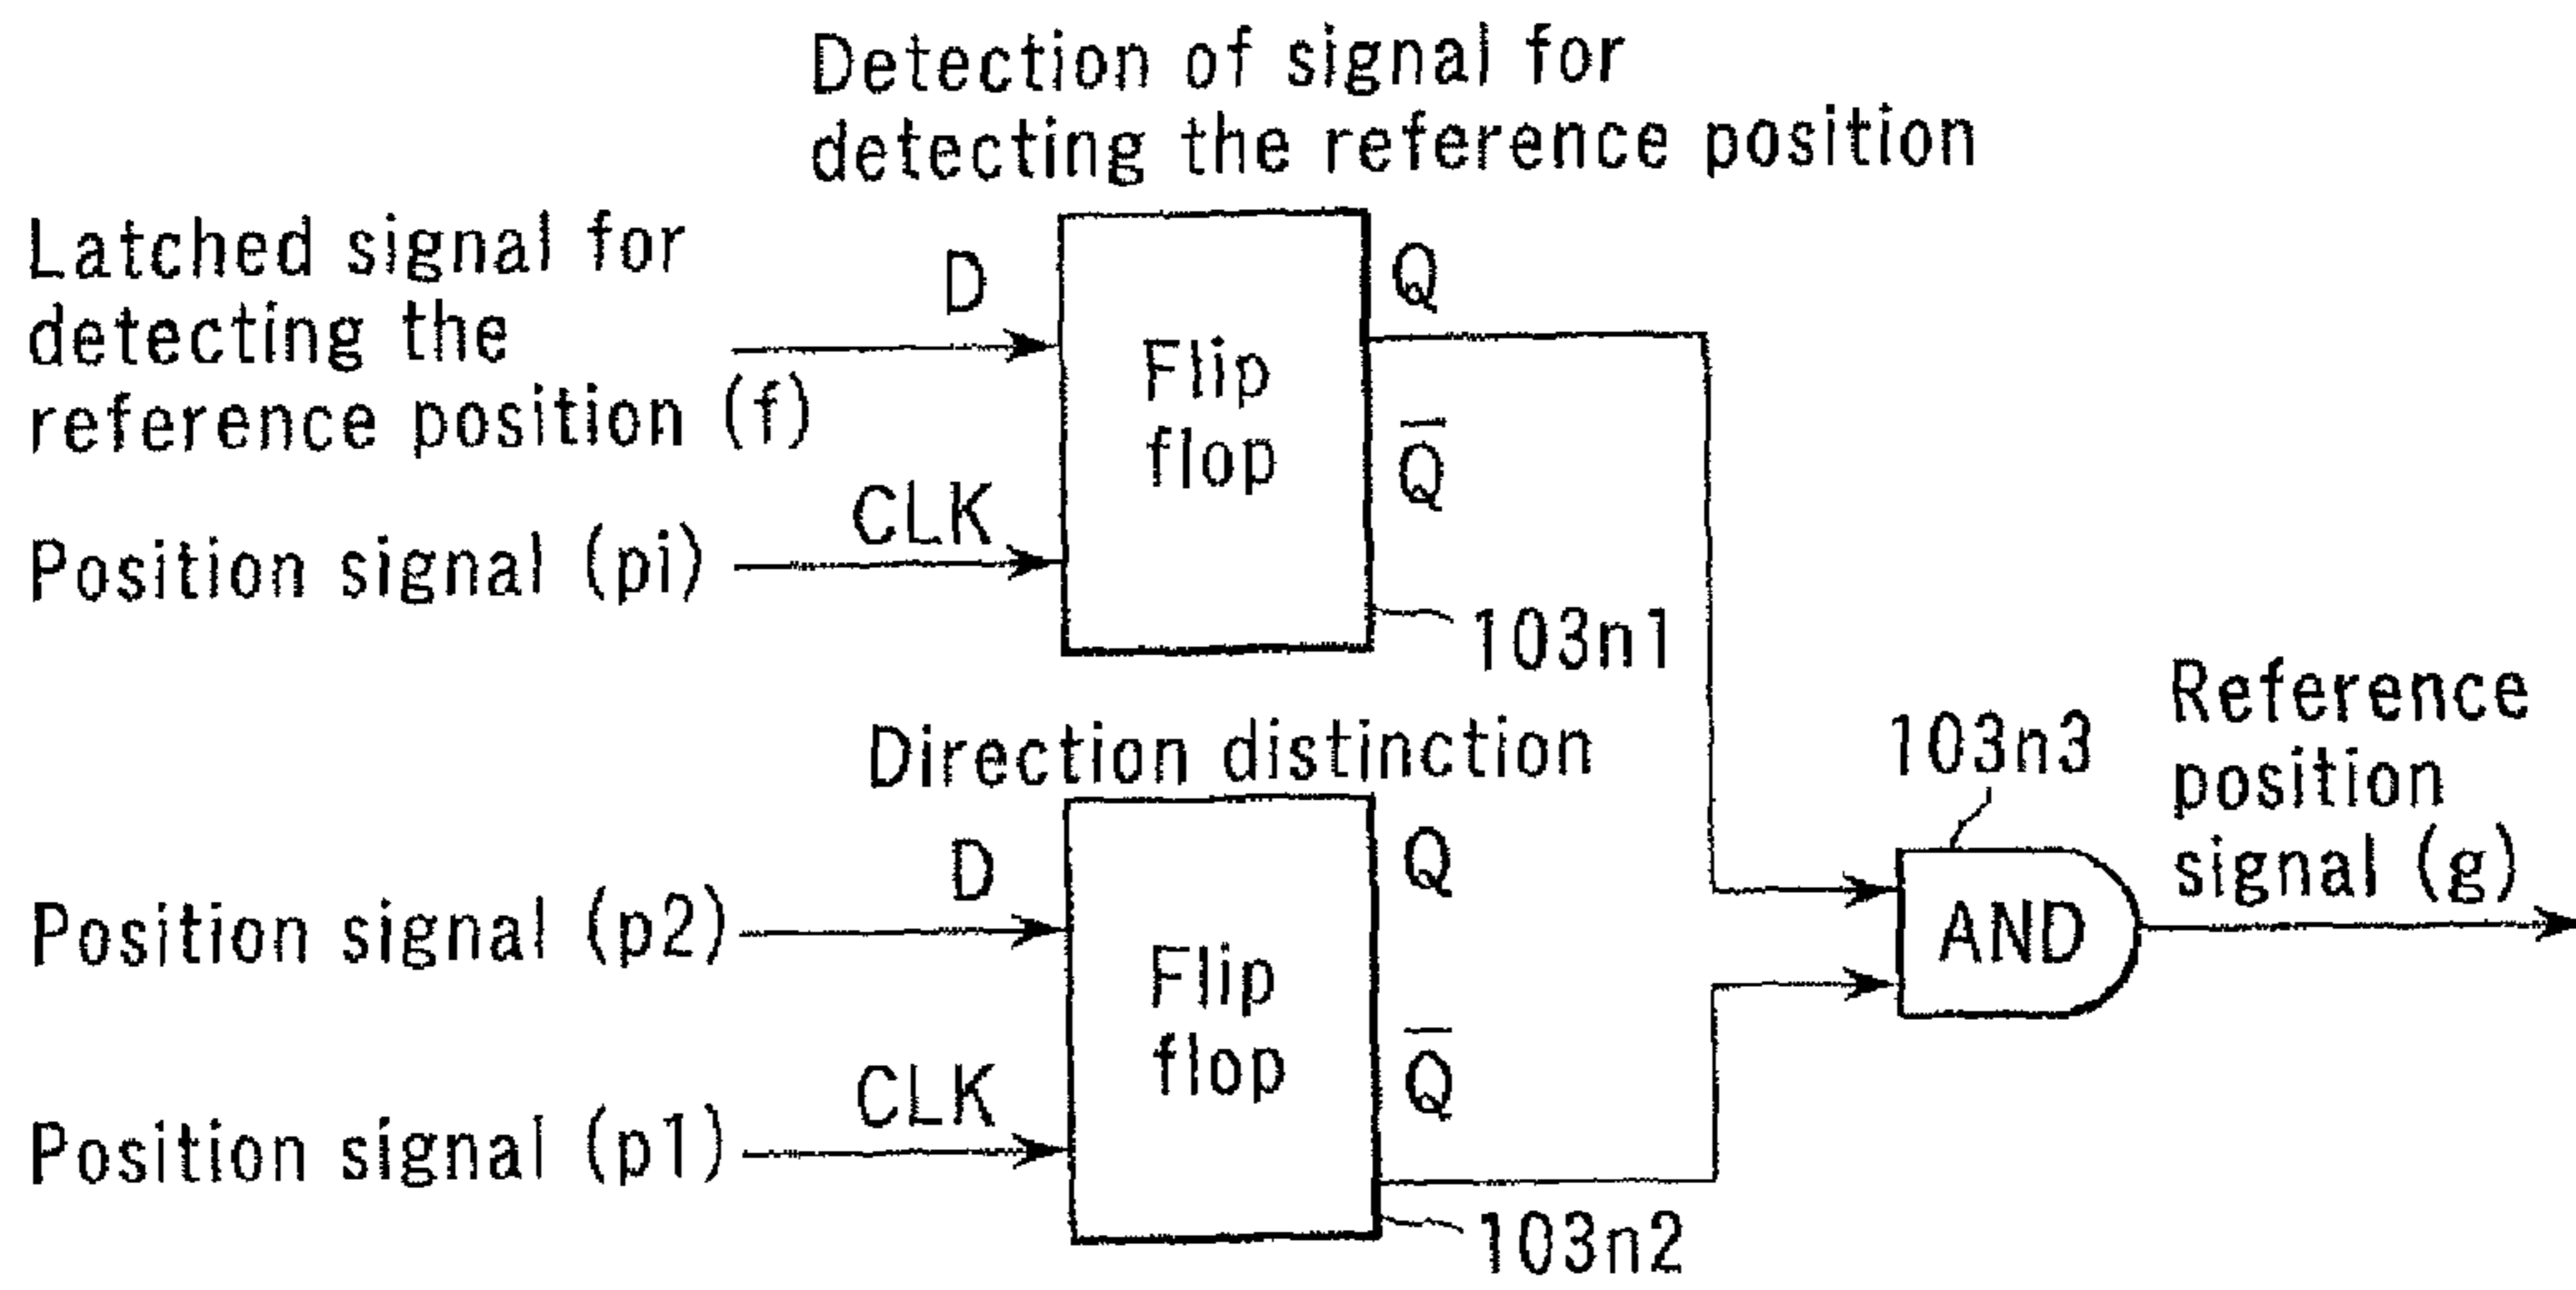 Detection of signal for
detecting the reference position
Latched signal for
detecting the
reference position (f)
D
Q
Flip
flop
Q̅
CLK
Position signal (pi)
103n1
Direction distinction
Position signal (p2)
D
Q
Flip
flop
Q̅
CLK
Position signal (p1)
103n2
103n3
AND
Reference
position
signal (g)